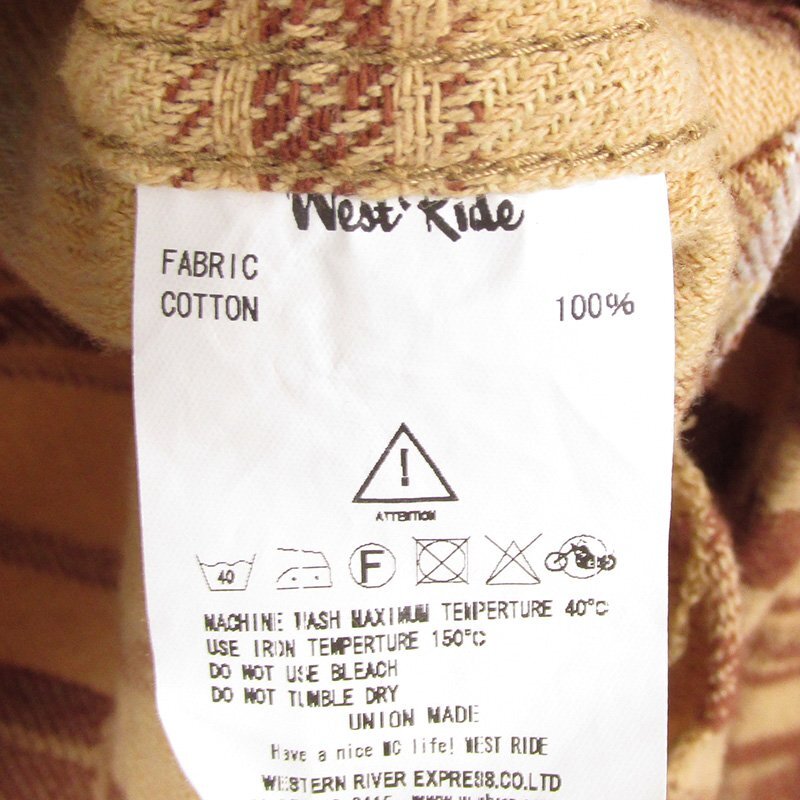 West Ride
FABRIC
COTTON 100%
!
ATTENTION
40 F
MACHINE WASH MAXIMUM TEMPERTURE 40°C
USE IRON TEMPERTURE 150°C
DO NOT USE BLEACH
DO NOT TUMBLE DRY
UNION MADE
Have a nice MC life! WEST RIDE
WESTERN RIVER EXPRESS.CO.LTD